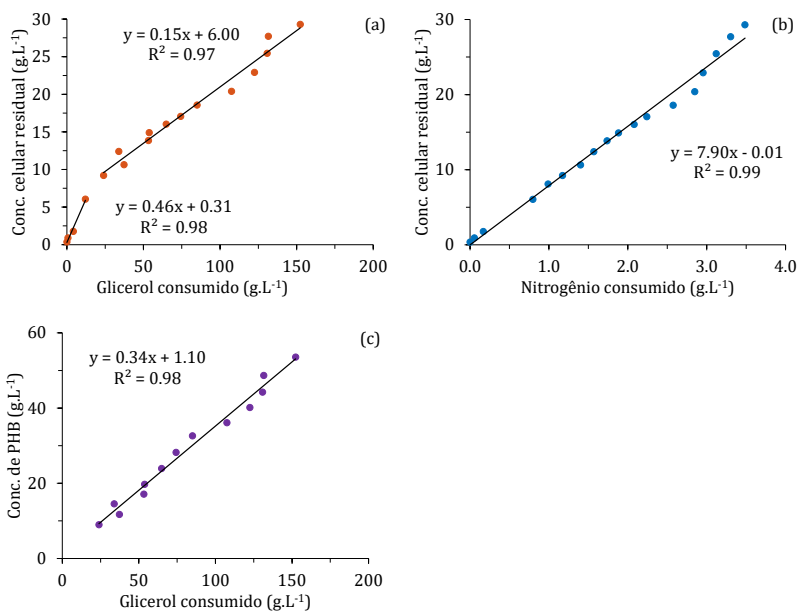 (a)
Conc. celular residual (g.L⁻¹)
30
25
20
15
10
5
0
y = 0.15x + 6.00
R² = 0.97
y = 0.46x + 0.31
R² = 0.98
0 50 100 150 200
Glicerol consumido (g.L⁻¹)
(b)
Conc. celular residual (g.L⁻¹)
30
25
20
15
10
5
0
y = 7.90x - 0.01
R² = 0.99
0.0 1.0 2.0 3.0 4.0
Nitrogênio consumido (g.L⁻¹)
(c)
Conc. de PHB (g.L⁻¹)
60
40
20
0
y = 0.34x + 1.10
R² = 0.98
0 50 100 150 200
Glicerol consumido (g.L⁻¹)